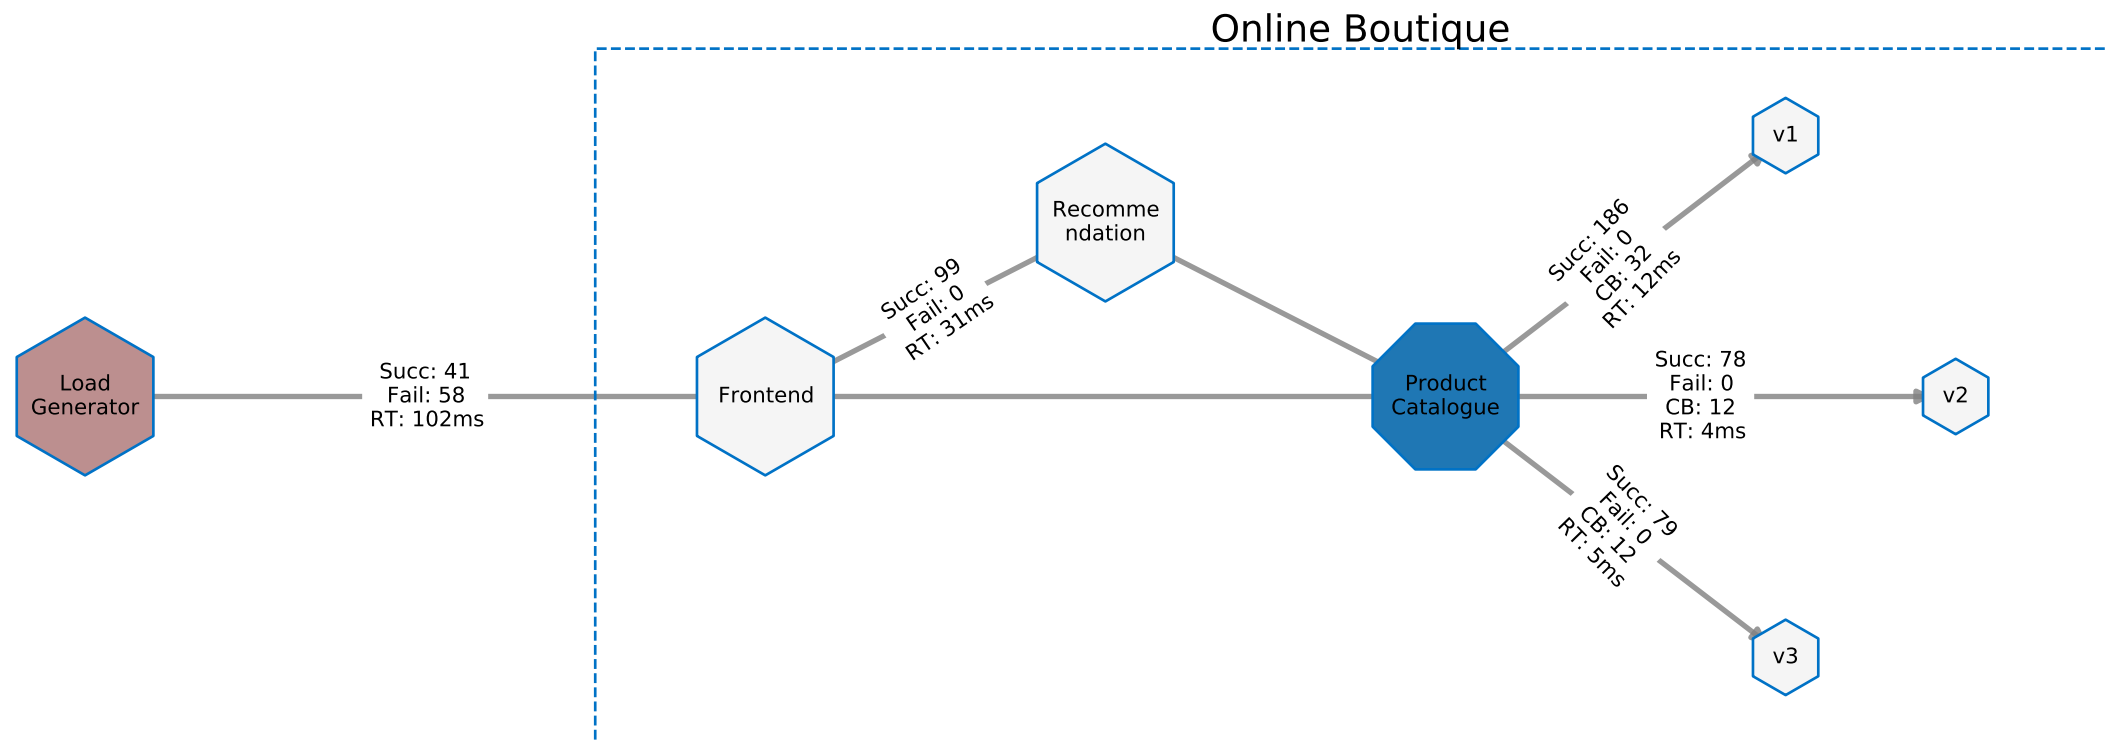 Online Boutique
Load
Generator
Succ: 41
Fail: 58
RT: 102ms
Frontend
Succ: 99
Fail: 0
RT: 31ms
Recomme
ndation
Product
Catalogue
Succ: 186
Fail: 0
CB: 32
RT: 12ms
v1
Succ: 78
Fail: 0
CB: 12
RT: 4ms
v2
Succ: 79
Fail: 0
CB: 12
RT: 5ms
v3